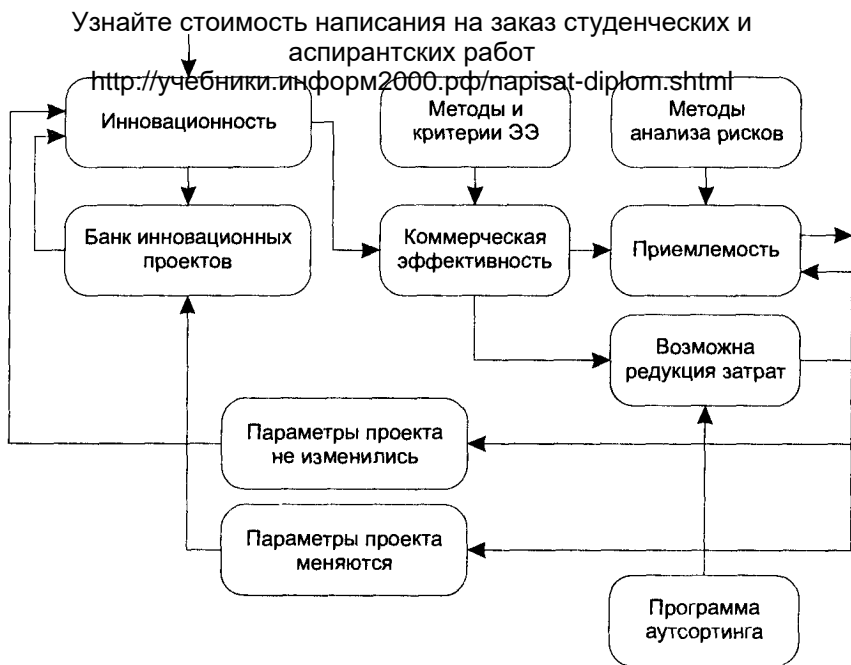 Узнайте стоимость написания на заказ студенческих и
аспирантских работ
http://учебники.информ2000.рф/napisat-diplom.shtml
Инновационность
Методы и
критерии ЭЭ
Методы
анализа рисков
Банк инновационных
проектов
Коммерческая
эффективность
Приемлемость
Возможна
редукция затрат
Параметры проекта
не изменились
Параметры проекта
меняются
Программа
аутсортинга